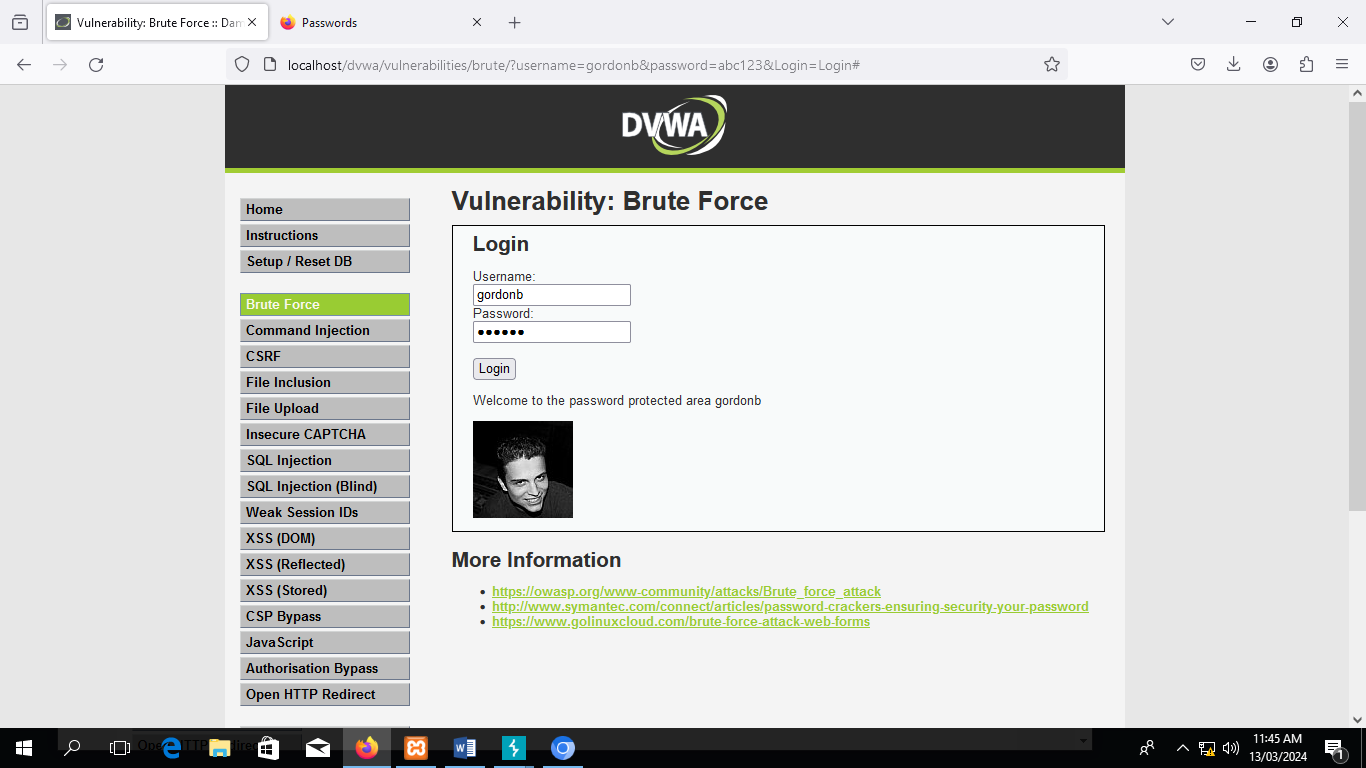 Vulnerability: Brute Force :: Dam
Passwords
localhost/dvwa/vulnerabilities/brute/?username=gordonb&password=abc123&Login=Login#
DVWA
Home
Instructions
Setup / Reset DB
Brute Force
Command Injection
CSRF
File Inclusion
File Upload
Insecure CAPTCHA
SQL Injection
SQL Injection (Blind)
Weak Session IDs
XSS (DOM)
XSS (Reflected)
XSS (Stored)
CSP Bypass
JavaScript
Authorisation Bypass
Open HTTP Redirect
Vulnerability: Brute Force
Login
Username:
gordonb
Password:
●●●●●●
Login
Welcome to the password protected area gordonb
More Information
• https://owasp.org/www-community/attacks/Brute_force_attack
• http://www.symantec.com/connect/articles/password-crackers-ensuring-security-your-password
• https://www.golinuxcloud.com/brute-force-attack-web-forms
11:45 AM
13/03/2024
1